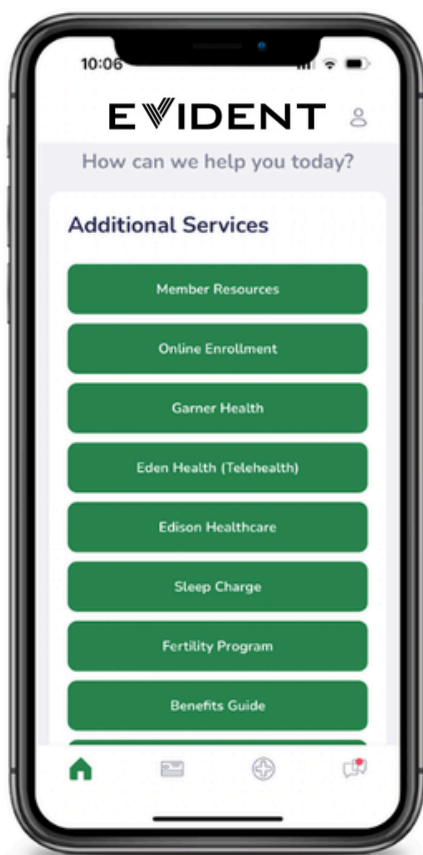 10:06
EVIDENT
How can we help you today?
Additional Services
Member Resources
Online Enrollment
Garner Health
Eden Health (Telehealth)
Edison Healthcare
Sleep Charge
Fertility Program
Benefits Guide